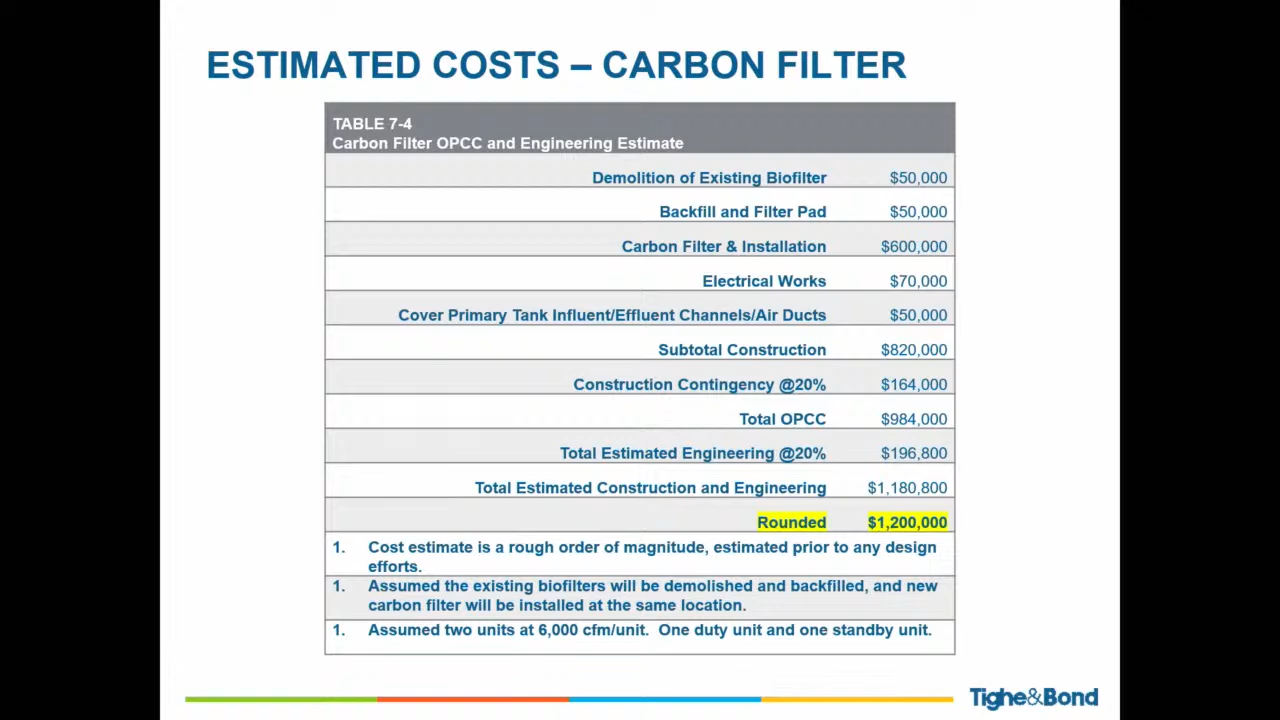 ESTIMATED COSTS – CARBON FILTER
TABLE 7-4
Carbon Filter OPCC and Engineering Estimate
Demolition of Existing Biofilter $50,000
Backfill and Filter Pad $50,000
Carbon Filter & Installation $600,000
Electrical Works $70,000
Cover Primary Tank Influent/Effluent Channels/Air Ducts $50,000
Subtotal Construction $820,000
Construction Contingency @20% $164,000
Total OPCC $984,000
Total Estimated Engineering @20% $196,800
Total Estimated Construction and Engineering $1,180,800
Rounded $1,200,000
1. Cost estimate is a rough order of magnitude, estimated prior to any design
efforts.
1. Assumed the existing biofilters will be demolished and backfilled, and new
carbon filter will be installed at the same location.
1. Assumed two units at 6,000 cfm/unit. One duty unit and one standby unit.
Tighe&Bond